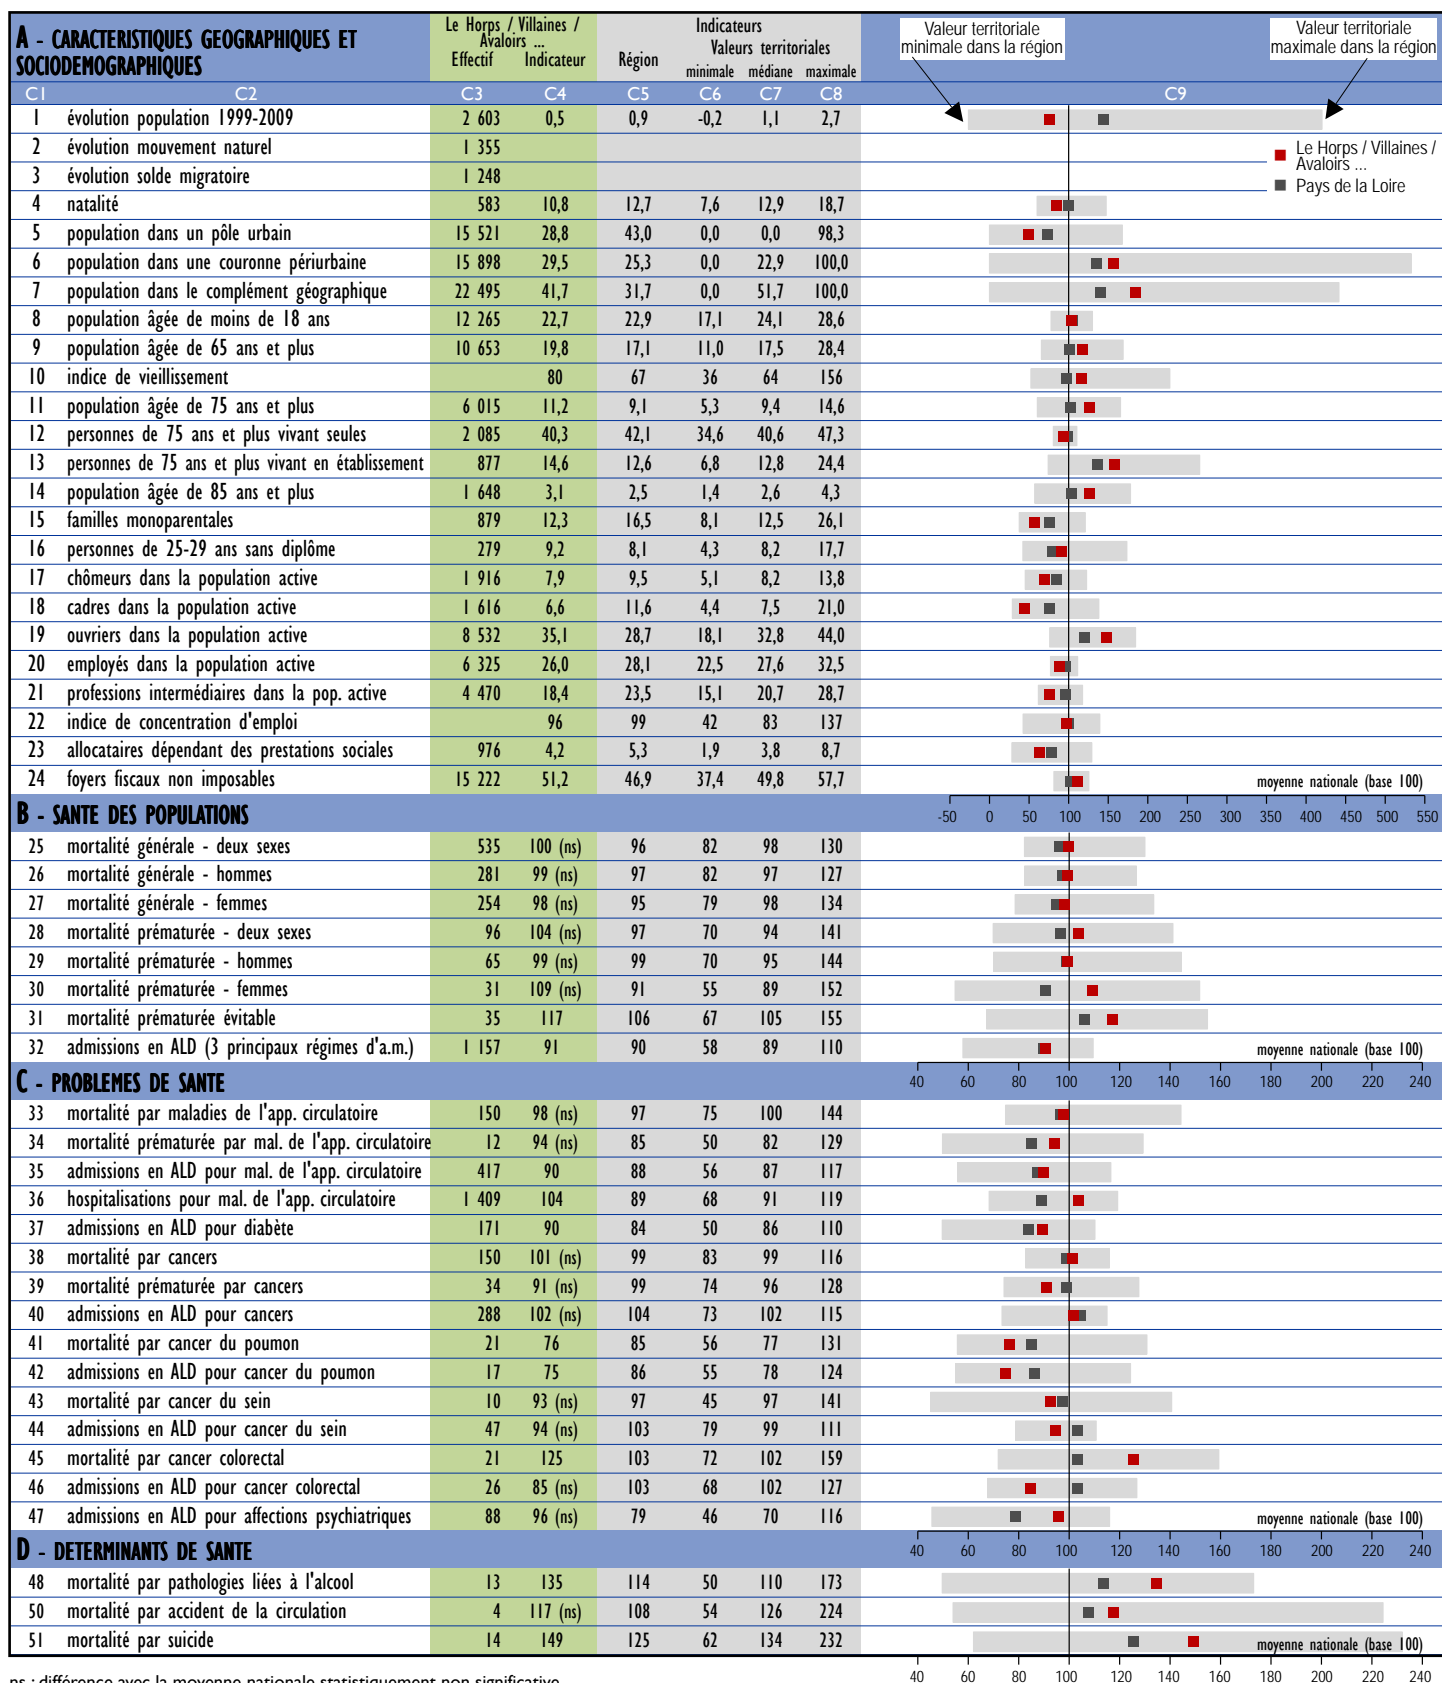 A - CARACTERISTIQUES GEOGRAPHIQUES ET SOCIODEMOGRAPHIQUES
Le Horps / Villaines / Avaloirs ...
Effectif Indicateur
Indicateurs
Région Valeurs territoriales
minimale médiane maxmale
Valeur territoriale minimale dans la région
Valeur territoriale maximale dans la région
C1 C2 C3 C4 C5 C6 C7 C8 C9
1 évolution population 1999-2009 2 603 0,5 0,9 -0,2 1,1 2,7
2 évolution mouvement naturel 1 355
3 évolution solde migratoire 1 248
Le Horps / Villaines / Avaloirs ...
Pays de la Loire
4 natalité 583 10,8 12,7 7,6 12,9 18,7
5 population dans un pôle urbain 15 521 28,8 43,0 0,0 0,0 98,3
6 population dans une couronne périurbaine 15 898 29,5 25,3 0,0 22,9 100,0
7 population dans le complément géographique 22 495 41,7 31,7 0,0 51,7 100,0
8 population âgée de moins de 18 ans 12 265 22,7 22,9 17,1 24,1 28,6
9 population âgée de 65 ans et plus 10 653 19,8 17,1 11,0 17,5 28,4
10 indice de vieillissement 80 67 36 64 156
11 population âgée de 75 ans et plus 6 015 11,2 9,1 5,3 9,4 14,6
12 personnes de 75 ans et plus vivant seules 2 085 40,3 42,1 34,6 40,6 47,3
13 personnes de 75 ans et plus vivant en établissement 877 14,6 12,6 6,8 12,8 24,4
14 population âgée de 85 ans et plus 1 648 3,1 2,5 1,4 2,6 4,3
15 familles monoparentales 879 12,3 16,5 8,1 12,5 26,1
16 personnes de 25-29 ans sans diplôme 279 9,2 8,1 4,3 8,2 17,7
17 chômeurs dans la population active 1 916 7,9 9,5 5,1 8,2 13,8
18 cadres dans la population active 1 616 6,6 11,6 4,4 7,5 21,0
19 ouvriers dans la population active 8 532 35,1 28,7 18,1 32,8 44,0
20 employés dans la population active 6 325 26,0 28,1 22,5 27,6 32,5
21 professions intermédiaires dans la pop. active 4 470 18,4 23,5 15,1 20,7 28,7
22 indice de concentration d'emploi 96 99 42 83 137
23 allocataires dépendant des prestations sociales 976 4,2 5,3 1,9 3,8 8,7
24 foyers fiscaux non imposables 15 222 51,2 46,9 37,4 49,8 57,7 moyenne nationale (base 100)
B - SANTE DES POPULATIONS -50 0 50 100 150 200 250 300 350 400 450 500 550
25 mortalité générale - deux sexes 535 100 (ns) 96 82 98 130
26 mortalité générale - hommes 281 99 (ns) 97 82 97 127
27 mortalité générale - femmes 254 98 (ns) 95 79 98 134
28 mortalité prématurée - deux sexes 96 104 (ns) 97 70 94 141
29 mortalité prématurée - hommes 65 99 (ns) 99 70 95 144
30 mortalité prématurée - femmes 31 109 (ns) 91 55 89 152
31 mortalité prématurée évitable 35 117 106 67 105 155
32 admissions en ALD (3 principaux régimes d'a.m.) 1 157 91 90 58 89 110 moyenne nationale (base 100)
C - PROBLEMES DE SANTE 40 60 80 100 120 140 160 180 200 220 240
33 mortalité par maladies de l'app. circulatoire 150 98 (ns) 97 75 100 144
34 mortalité prématurée par mal. de l'app. circulatoire 12 94 (ns) 85 50 82 129
35 admissions en ALD pour mal. de l'app. circulatoire 417 90 88 56 87 117
36 hospitalisations pour mal. de l'app. circulatoire 1 409 104 89 68 91 119
37 admissions en ALD pour diabète 171 90 84 50 86 110
38 mortalité par cancers 150 101 (ns) 99 83 99 116
39 mortalité prématurée par cancers 34 91 (ns) 99 74 96 128
40 admissions en ALD pour cancers 288 102 (ns) 104 73 102 115
41 mortalité par cancer du poumon 21 76 85 56 77 131
42 admissions en ALD pour cancer du poumon 17 75 86 55 78 124
43 mortalité par cancer du sein 10 93 (ns) 97 45 97 141
44 admissions en ALD pour cancer du sein 47 94 (ns) 103 79 99 111
45 mortalité par cancer colorectal 21 125 103 72 102 159
46 admissions en ALD pour cancer colorectal 26 85 (ns) 103 68 102 127
47 admissions en ALD pour affections psychiatriques 88 96 (ns) 79 46 70 116 moyenne nationale (base 100)
D - DETERMINANTS DE SANTE 40 60 80 100 120 140 160 180 200 220 240
48 mortalité par pathologies liées à l'alcool 13 135 114 50 110 173
50 mortalité par accident de la circulation 4 117 (ns) 108 54 126 224
51 mortalité par suicide 14 149 125 62 134 232 moyenne nationale (base 100)
40 60 80 100 120 140 160 180 200 220 240
ns : différence avec la moyenne nationale statistiquement non significative